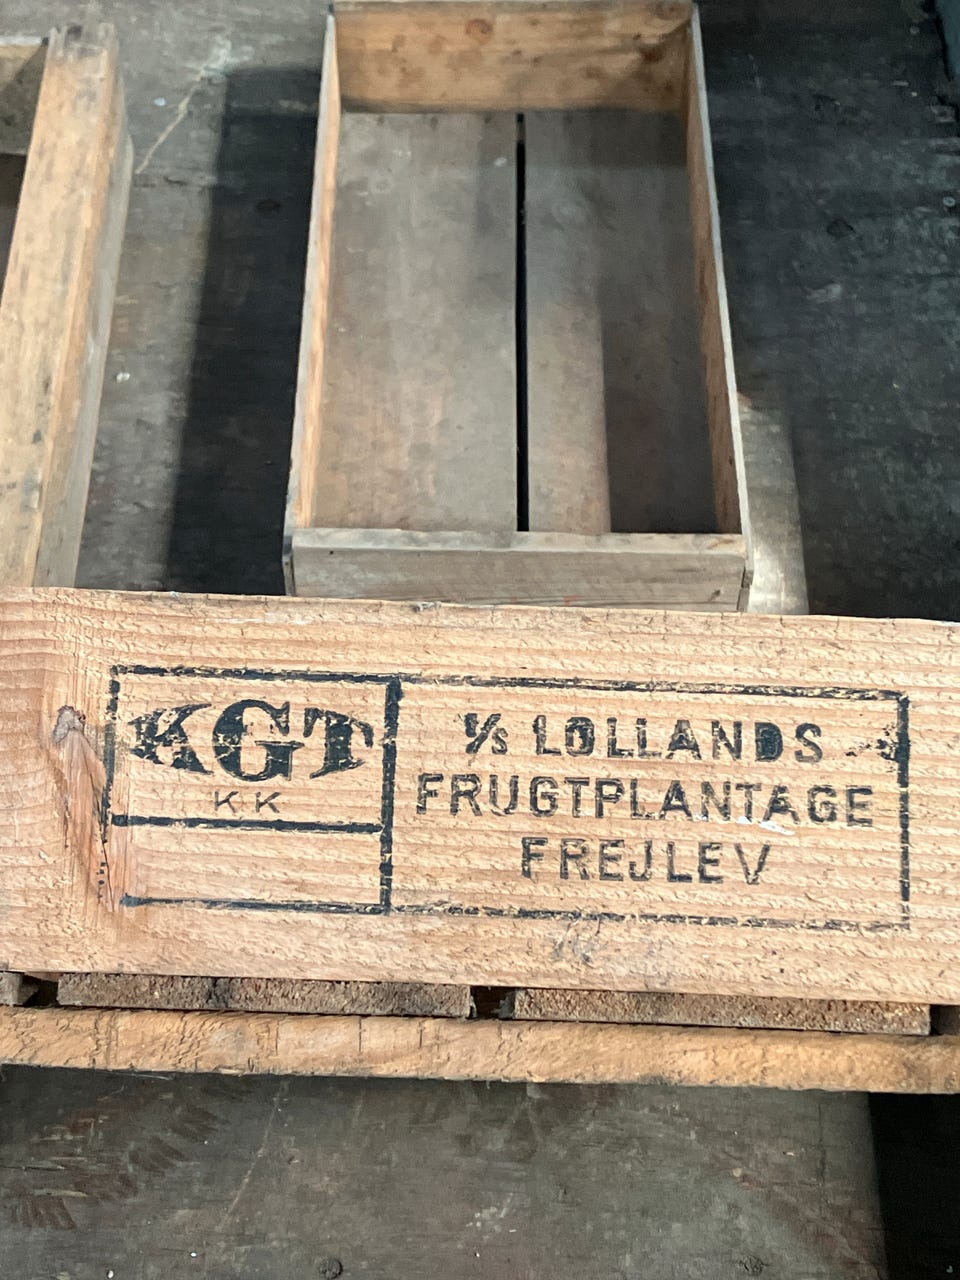 KGT
KK
I/S LOLLANDS
FRUGTPLANTAGE
FREJLEV